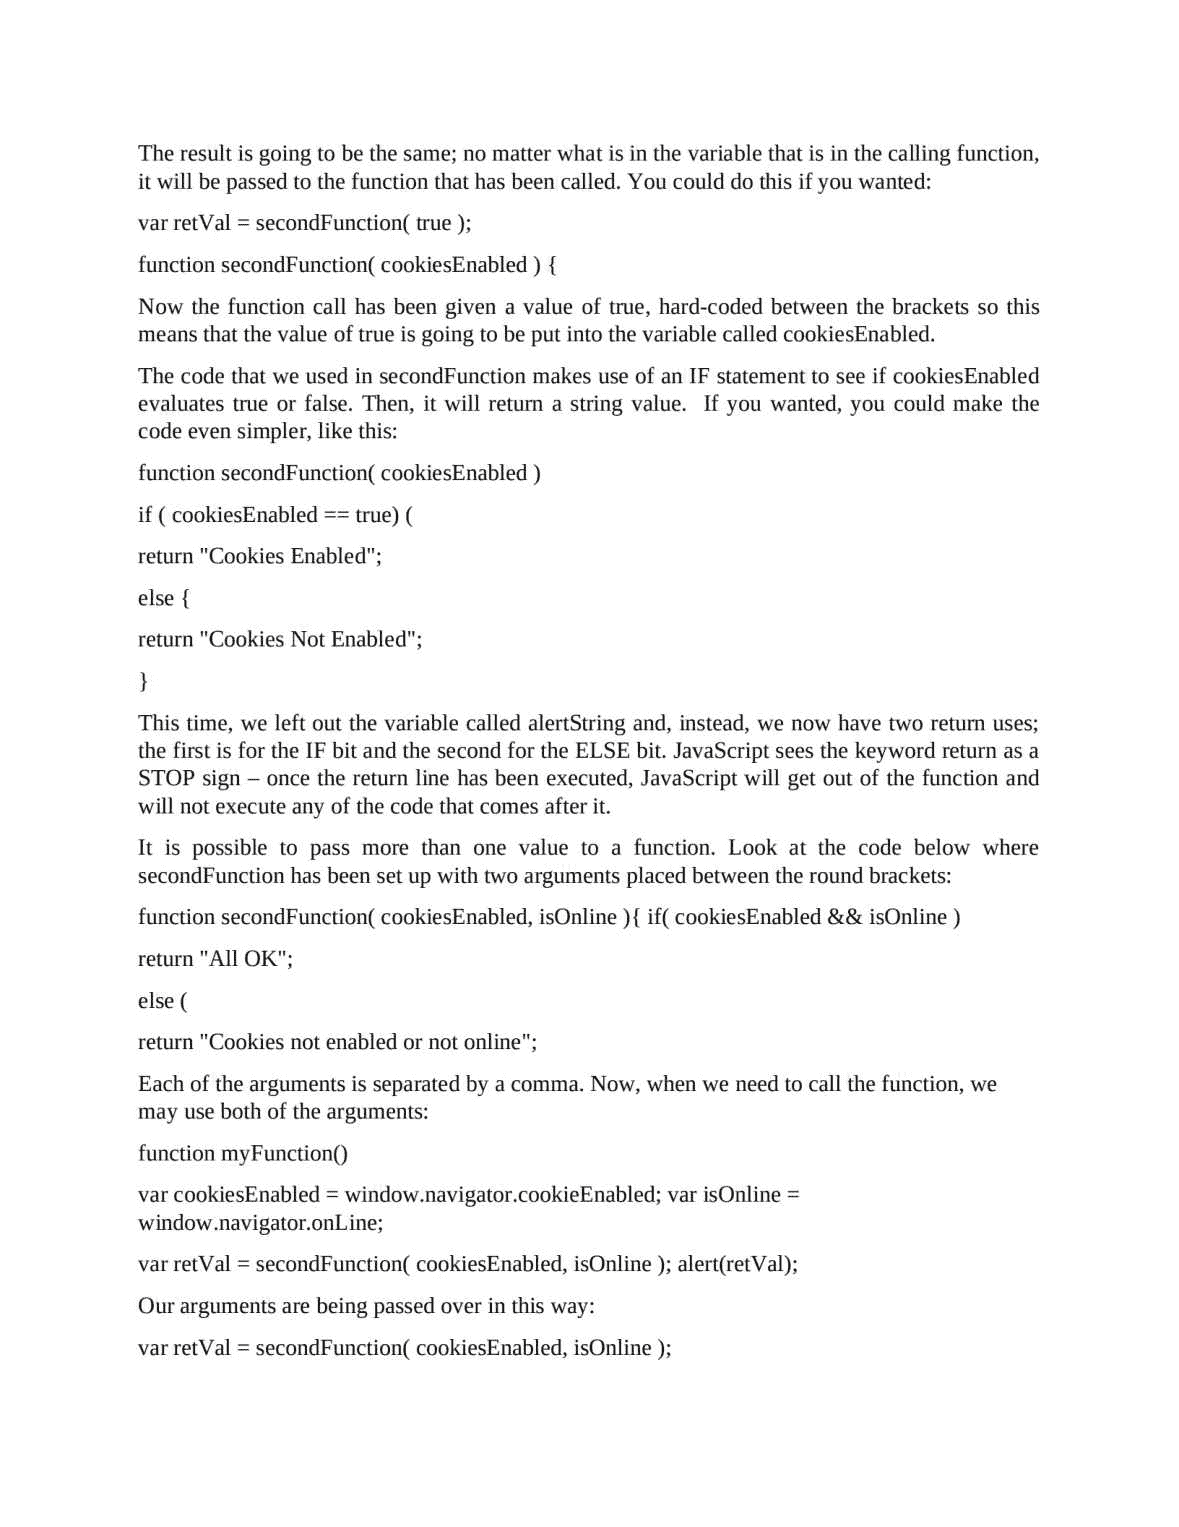 The result is going to be the same; no matter what is in the variable that is in the calling function,
it will be passed to the function that has been called. You could do this if you wanted:
var retVal = secondFunction( true );
function secondFunction( cookiesEnabled ) {
Now the function call has been given a value of true, hard-coded between the brackets so this
means that the value of true is going to be put into the variable called cookiesEnabled.
The code that we used in secondFunction makes use of an IF statement to see if cookiesEnabled
evaluates true or false. Then, it will return a string value.  If you wanted, you could make the
code even simpler, like this:
function secondFunction( cookiesEnabled )
if ( cookiesEnabled == true) (
return "Cookies Enabled";
else {
return "Cookies Not Enabled";
}
This time, we left out the variable called alertString and, instead, we now have two return uses;
the first is for the IF bit and the second for the ELSE bit. JavaScript sees the keyword return as a
STOP sign – once the return line has been executed, JavaScript will get out of the function and
will not execute any of the code that comes after it.
It is possible to pass more than one value to a function. Look at the code below where
secondFunction has been set up with two arguments placed between the round brackets:
function secondFunction( cookiesEnabled, isOnline ){ if( cookiesEnabled && isOnline )
return "All OK";
else (
return "Cookies not enabled or not online";
Each of the arguments is separated by a comma. Now, when we need to call the function, we
may use both of the arguments:
function myFunction()
var cookiesEnabled = window.navigator.cookieEnabled; var isOnline =
window.navigator.onLine;
var retVal = secondFunction( cookiesEnabled, isOnline ); alert(retVal);
Our arguments are being passed over in this way:
var retVal = secondFunction( cookiesEnabled, isOnline );